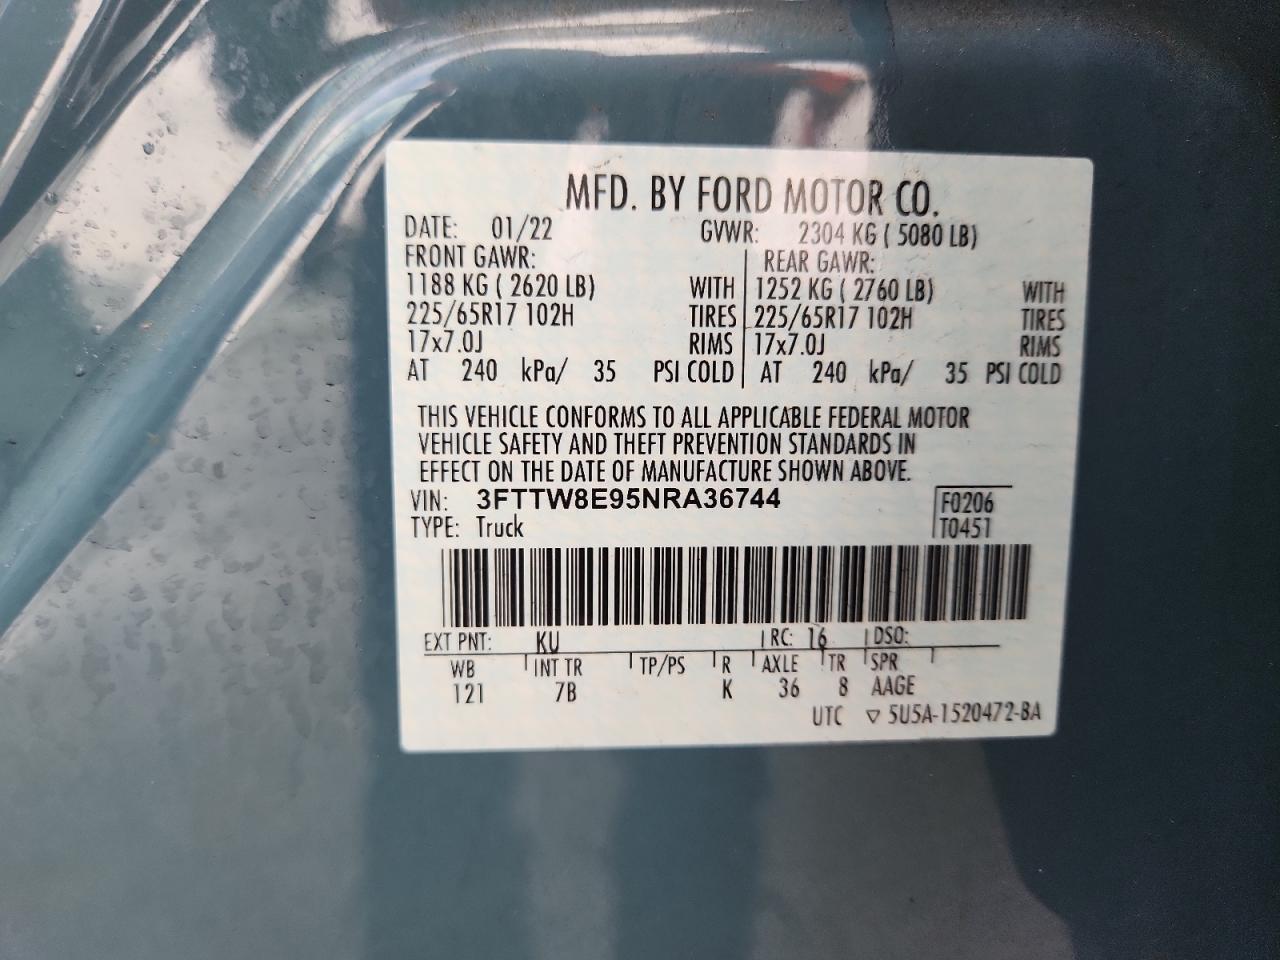 MFD. BY FORD MOTOR CO.
DATE: 01/22 GVWR: 2304 KG ( 5080 LB)
FRONT GAWR: REAR GAWR:
1188 KG ( 2620 LB) WITH 1252 KG ( 2760 LB) WITH
225/65R17 102H TIRES 225/65R17 102H TIRES
17x7.0J RIMS 17x7.0J RIMS
AT 240 kPa/ 35 PSI COLD AT 240 kPa/ 35 PSI COLD
THIS VEHICLE CONFORMS TO ALL APPLICABLE FEDERAL MOTOR
VEHICLE SAFETY AND THEFT PREVENTION STANDARDS IN
EFFECT ON THE DATE OF MANUFACTURE SHOWN ABOVE.
VIN: 3FTTW8E95NRA36744 F0206
TYPE: Truck T0451
EXT PNT: KU RC: 16 DSO:
WB INT TR TP/PS R AXLE TR SPR
121 7B K 36 8 AAGE
UTC ▽ 5U5A-1520472-BA